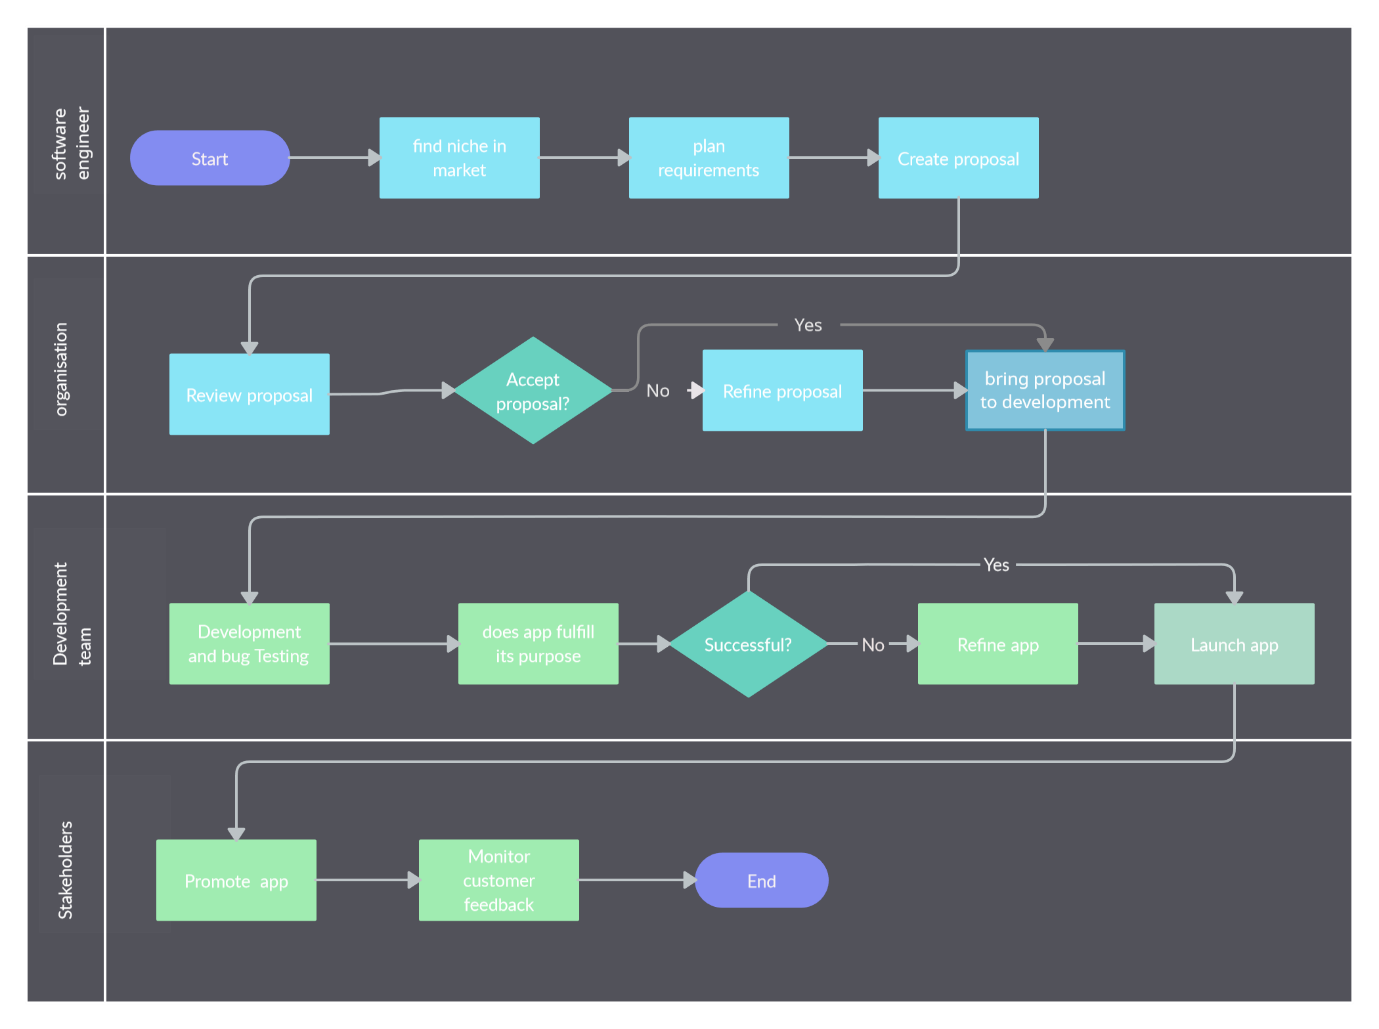 software
engineer
Start
find niche in
market
plan
requirements
Create proposal
organisation
Review proposal
Accept
proposal?
Yes
No
Refine proposal
bring proposal
to development
Development
team
Development
and bug Testing
does app fulfill
its purpose
Successful?
Yes
No
Refine app
Launch app
Stakeholders
Promote  app
Monitor
customer
feedback
End